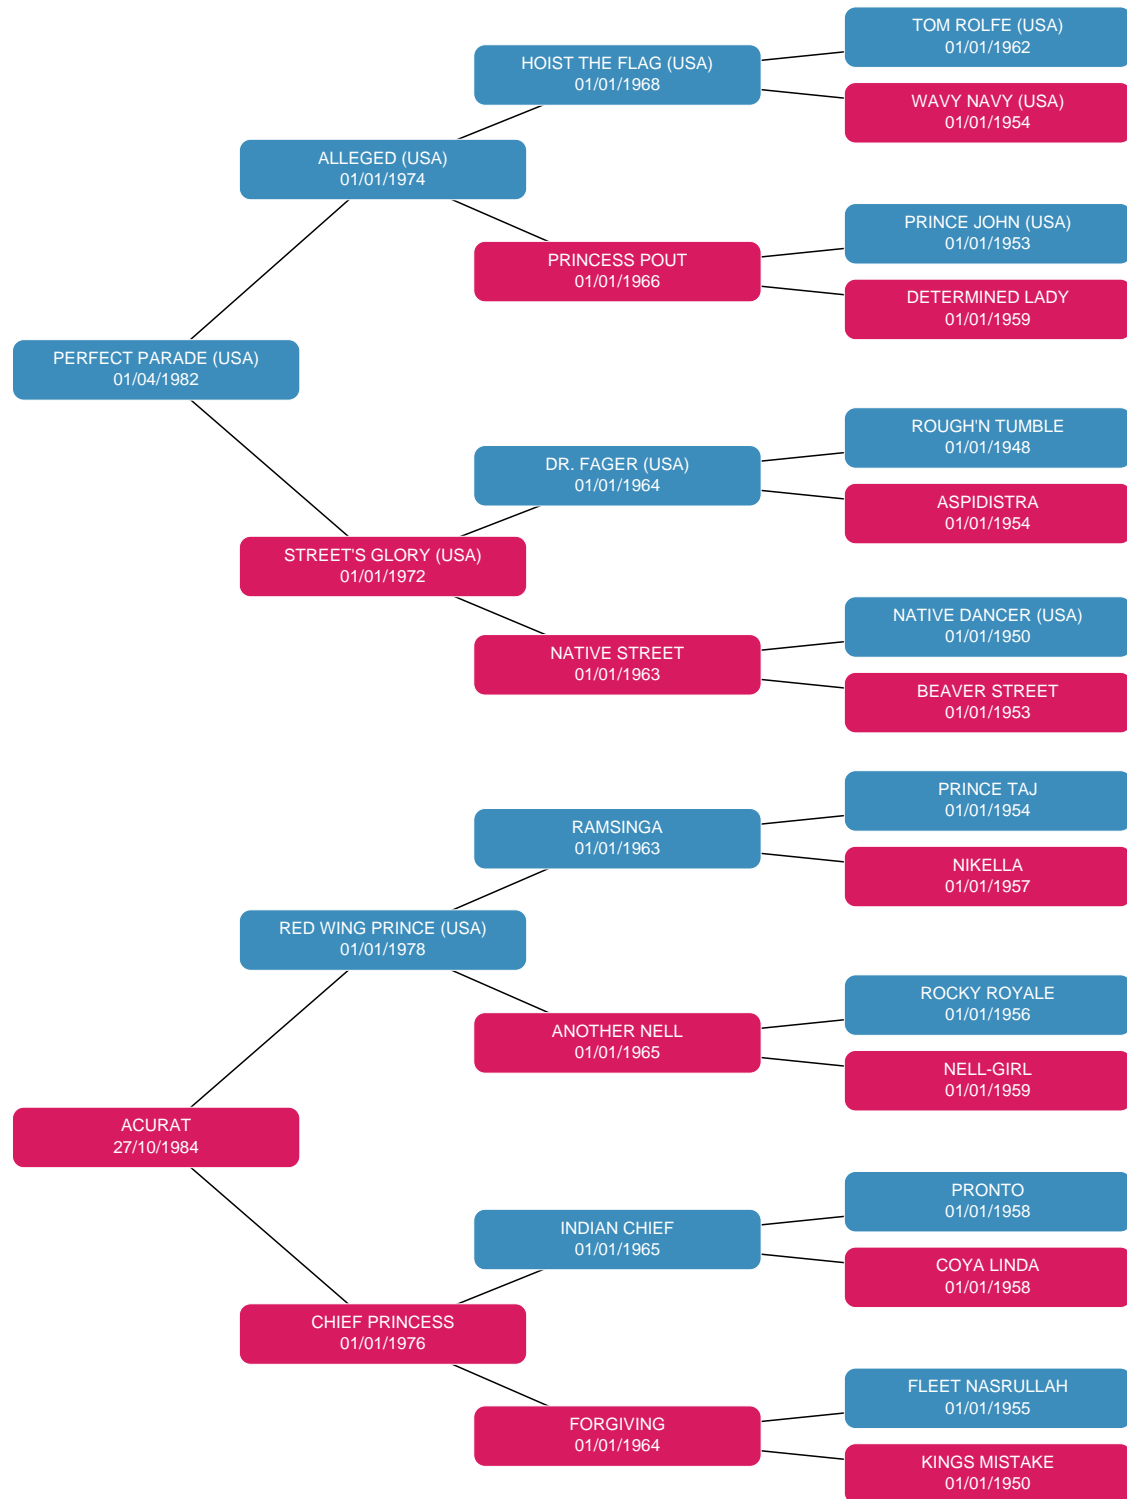 TOM ROLFE (USA)
01/01/1962
HOIST THE FLAG (USA)
01/01/1968
WAVY NAVY (USA)
01/01/1954
ALLEGED (USA)
01/01/1974
PRINCE JOHN (USA)
01/01/1953
PRINCESS POUT
01/01/1966
DETERMINED LADY
01/01/1959
PERFECT PARADE (USA)
01/04/1982
ROUGH'N TUMBLE
01/01/1948
DR. FAGER (USA)
01/01/1964
ASPIDISTRA
01/01/1954
STREET'S GLORY (USA)
01/01/1972
NATIVE DANCER (USA)
01/01/1950
NATIVE STREET
01/01/1963
BEAVER STREET
01/01/1953
PRINCE TAJ
01/01/1954
RAMSINGA
01/01/1963
NIKELLA
01/01/1957
RED WING PRINCE (USA)
01/01/1978
ROCKY ROYALE
01/01/1956
ANOTHER NELL
01/01/1965
NELL-GIRL
01/01/1959
ACURAT
27/10/1984
PRONTO
01/01/1958
INDIAN CHIEF
01/01/1965
COYA LINDA
01/01/1958
CHIEF PRINCESS
01/01/1976
FLEET NASRULLAH
01/01/1955
FORGIVING
01/01/1964
KINGS MISTAKE
01/01/1950